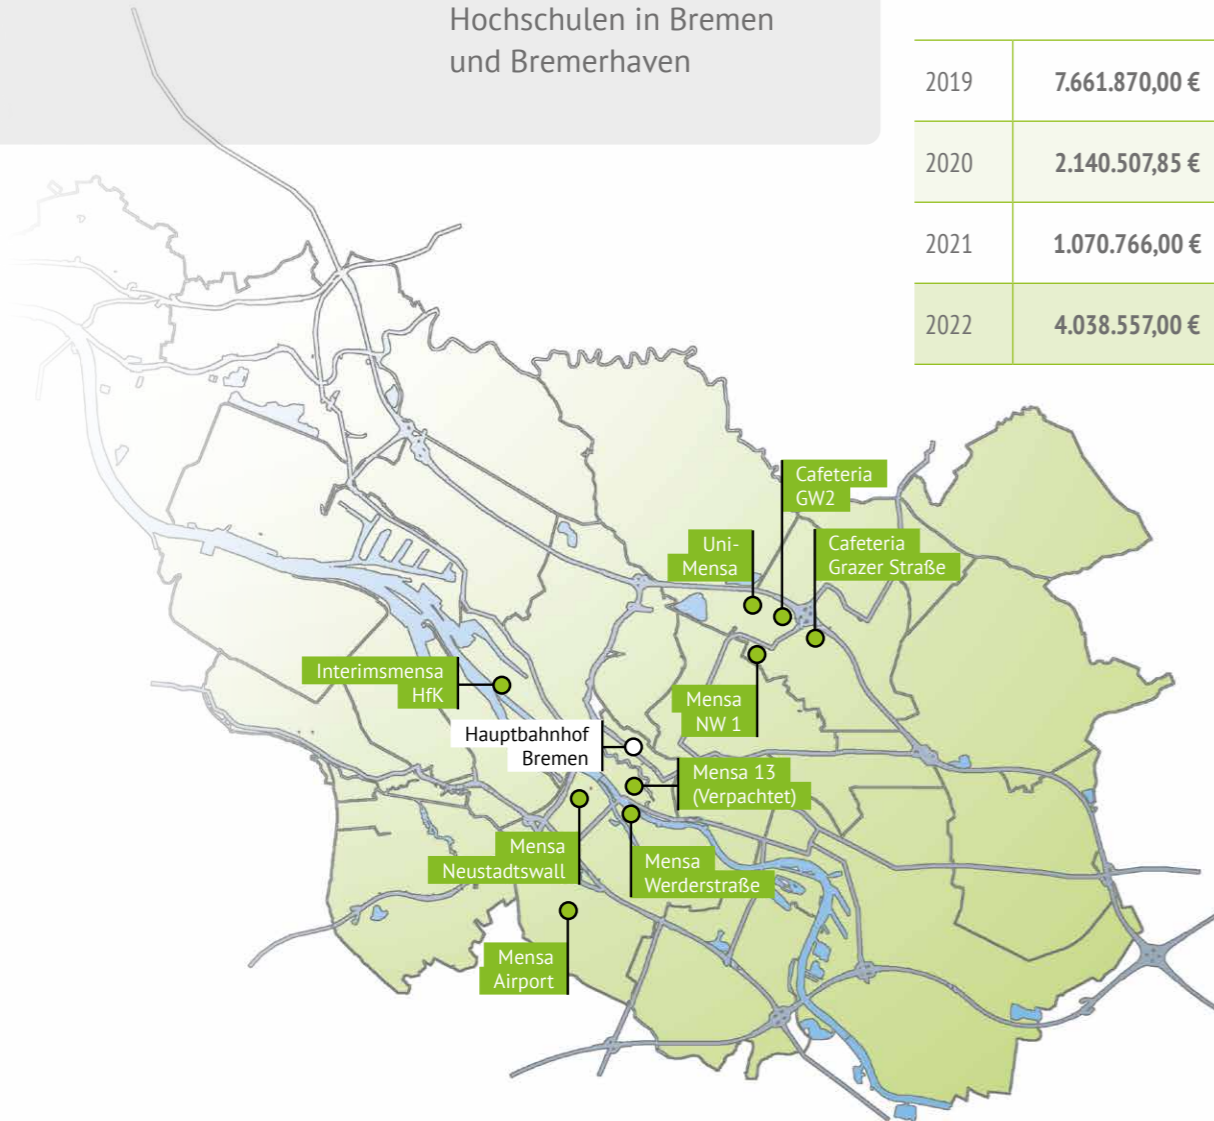 Hochschulen in Bremen
und Bremerhaven
2019 7.661.870,00 €
2020 2.140.507,85 €
2021 1.070.766,00 €
2022 4.038.557,00 €
Cafeteria
GW2
Uni-
Mensa
Cafeteria
Grazer Straße
Interimsmensa
HfK
Mensa
NW 1
Hauptbahnhof
Bremen
Mensa 13
(Verpachtet)
Mensa
Neustadtswall
Mensa
Werderstraße
Mensa
Airport